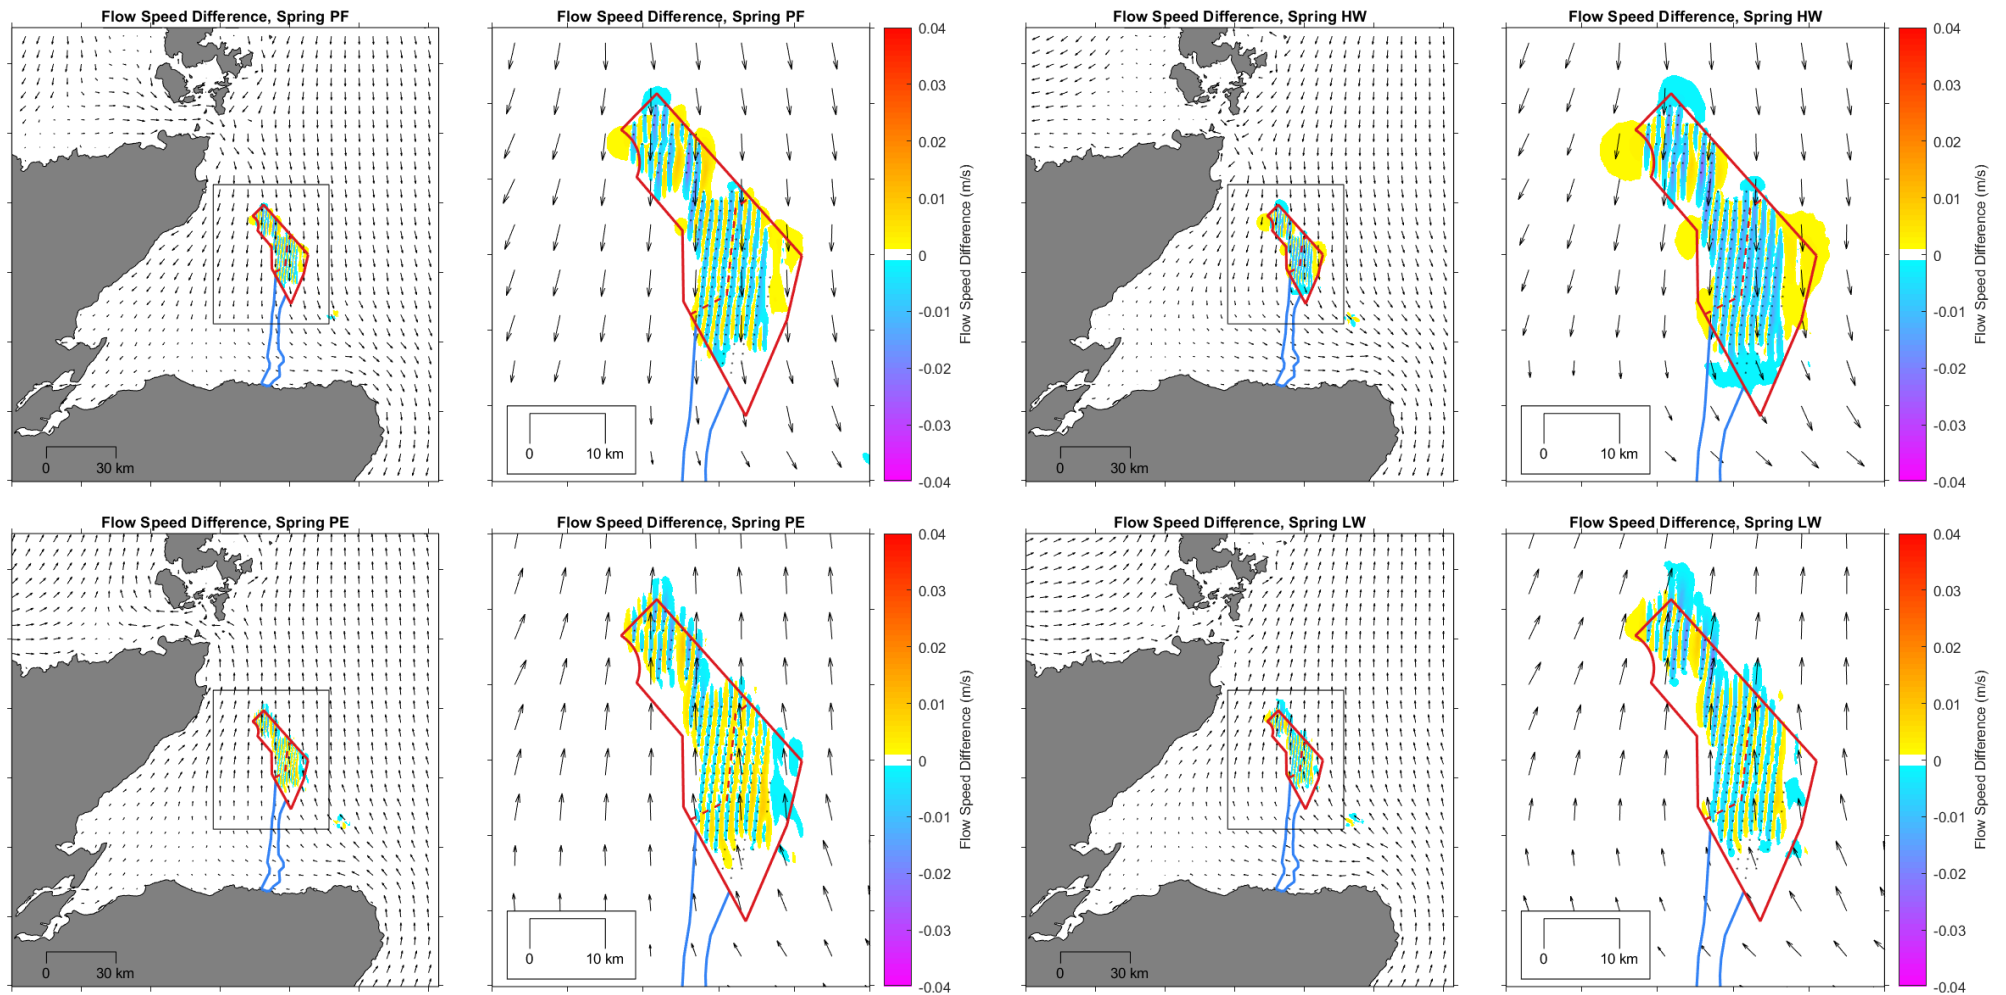 Flow Speed Difference, Spring PF
0 30 km
Flow Speed Difference, Spring PF
0 10 km
0.04
0.03
0.02
0.01
0
-0.01
-0.02
-0.03
-0.04
Flow Speed Difference (m/s)
Flow Speed Difference, Spring HW
0 30 km
Flow Speed Difference, Spring HW
0 10 km
0.04
0.03
0.02
0.01
0
-0.01
-0.02
-0.03
-0.04
Flow Speed Difference (m/s)
Flow Speed Difference, Spring PE
0 30 km
Flow Speed Difference, Spring PE
0 10 km
0.04
0.03
0.02
0.01
0
-0.01
-0.02
-0.03
-0.04
Flow Speed Difference (m/s)
Flow Speed Difference, Spring LW
0 30 km
Flow Speed Difference, Spring LW
0 10 km
0.04
0.03
0.02
0.01
0
-0.01
-0.02
-0.03
-0.04
Flow Speed Difference (m/s)